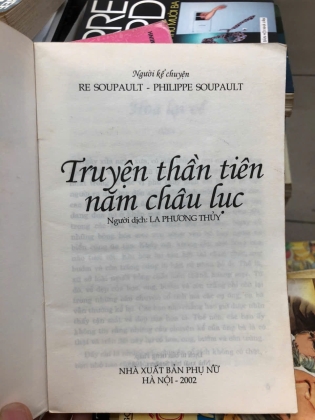 Người kể chuyện
RE SOUPAULT - PHILIPPE SOUPAULT
Truyện thần tiên
năm châu lục
Người dịch: LA PHƯƠNG THỦY
NHÀ XUẤT BẢN PHỤ NỮ
HÀ NỘI - 2002